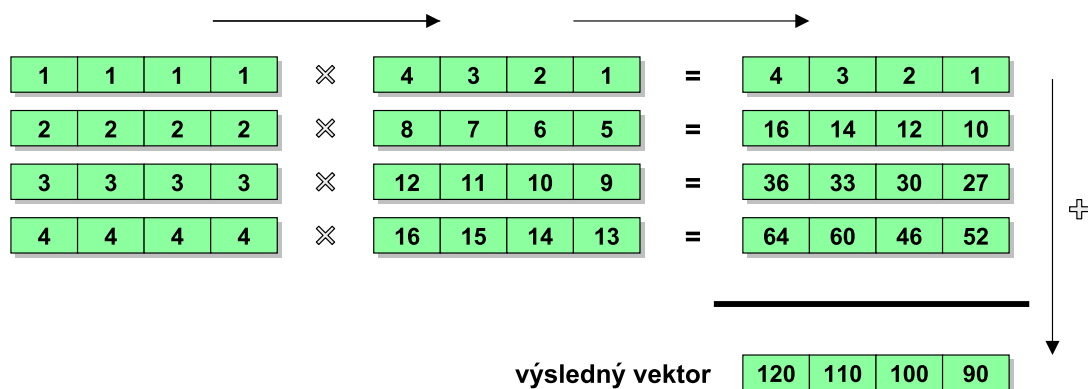 1 1 1 1 × 4 3 2 1 = 4 3 2 1
2 2 2 2 × 8 7 6 5 = 16 14 12 10
3 3 3 3 × 12 11 10 9 = 36 33 30 27
4 4 4 4 × 16 15 14 13 = 64 60 46 52
+
výsledný vektor 120 110 100 90